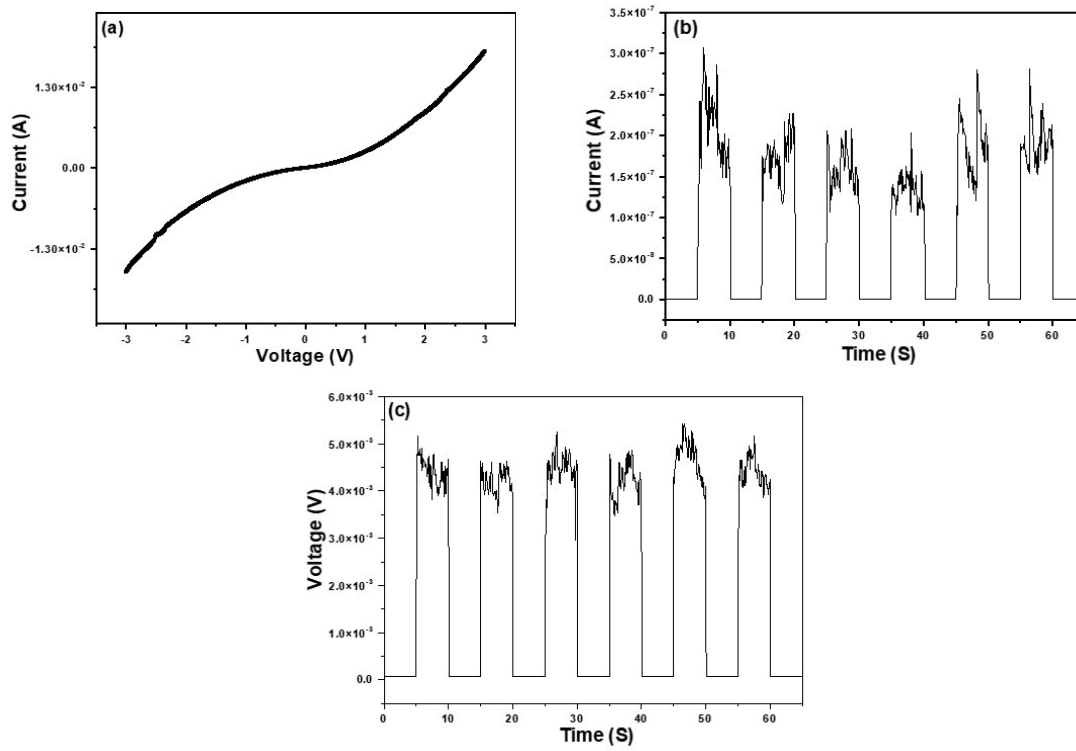 (a)
Current (A)
1.30×10⁻²
0.00
-1.30×10⁻²
-3 -2 -1 0 1 2 3
Voltage (V)
(b)
Current (A)
3.5×10⁻⁷
3.0×10⁻⁷
2.5×10⁻⁷
2.0×10⁻⁷
1.5×10⁻⁷
1.0×10⁻⁷
5.0×10⁻⁸
0.0
0 10 20 30 40 50 60
Time (S)
(c)
Voltage (V)
6.0×10⁻³
5.0×10⁻³
4.0×10⁻³
3.0×10⁻³
2.0×10⁻³
1.0×10⁻³
0.0
0 10 20 30 40 50 60
Time (S)